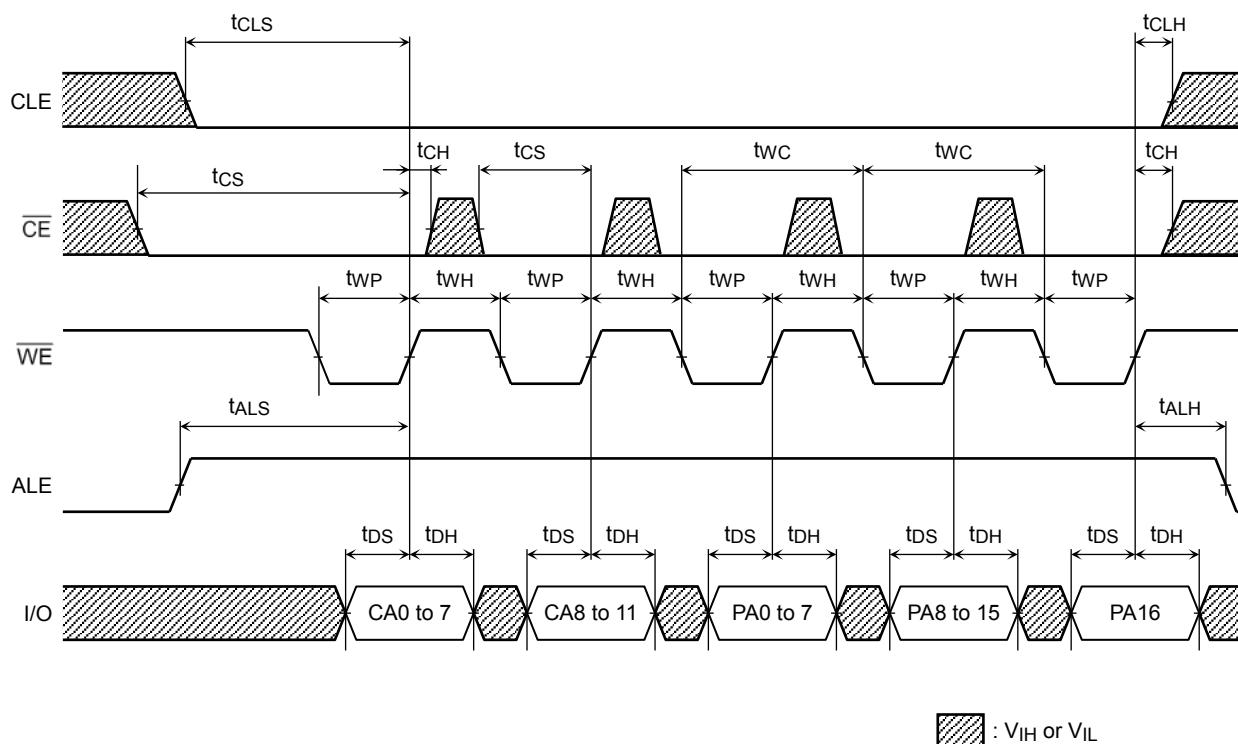 tCLS tCLH
CLE
tCH tCS tWC tWC tCH
tCS
CE
tWP tWH tWP tWH tWP tWH tWP tWH tWP
WE
tALS tALH
ALE
tDS tDH tDS tDH tDS tDH tDS tDH tDS tDH
I/O CA0 to 7 CA8 to 11 PA0 to 7 PA8 to 15 PA16
: VIH or VIL